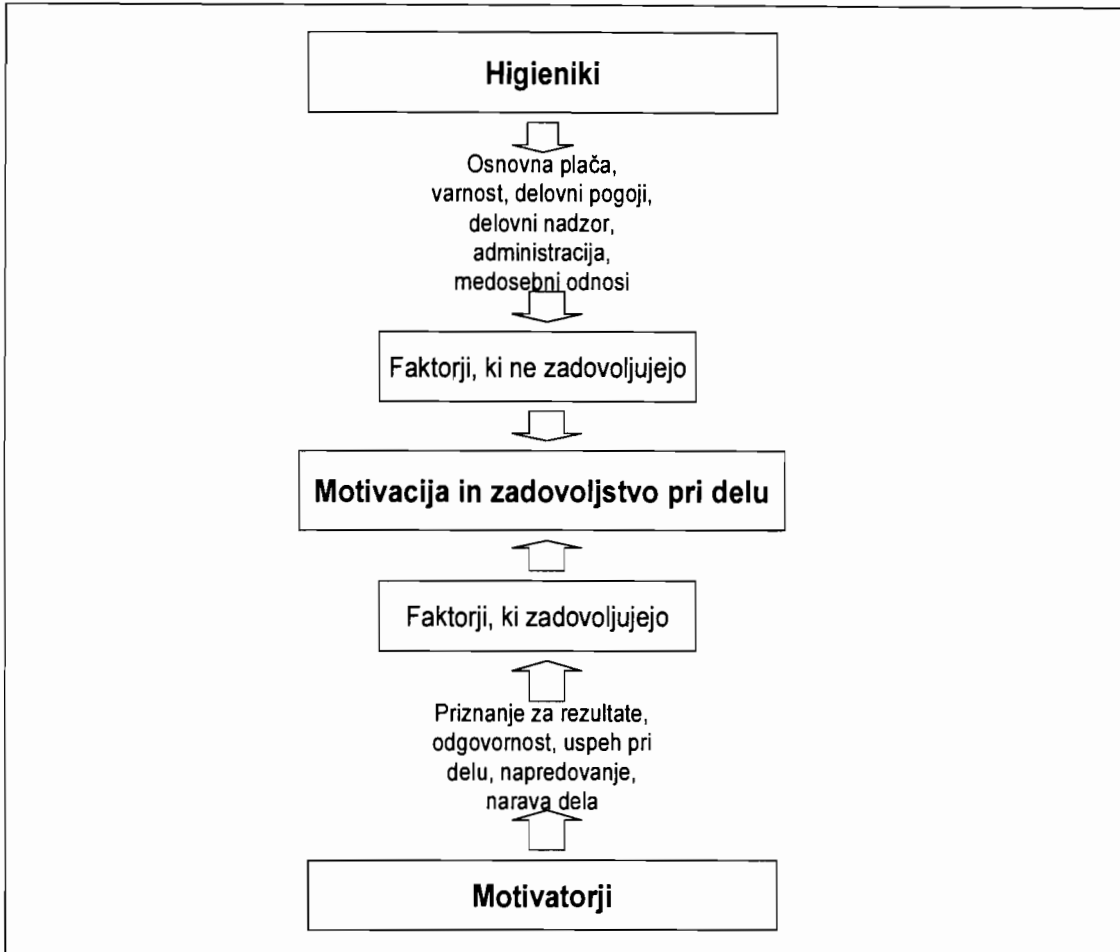 Higieniki
Osnovna plača,
varnost, delovni pogoji,
delovni nadzor,
administracija,
medosebni odnosi
Faktorji, ki ne zadovoljujejo
Motivacija in zadovoljstvo pri delu
Faktorji, ki zadovoljujejo
Priznanje za rezultate,
odgovornost, uspeh pri
delu, napredovanje,
narava dela
Motivatorji